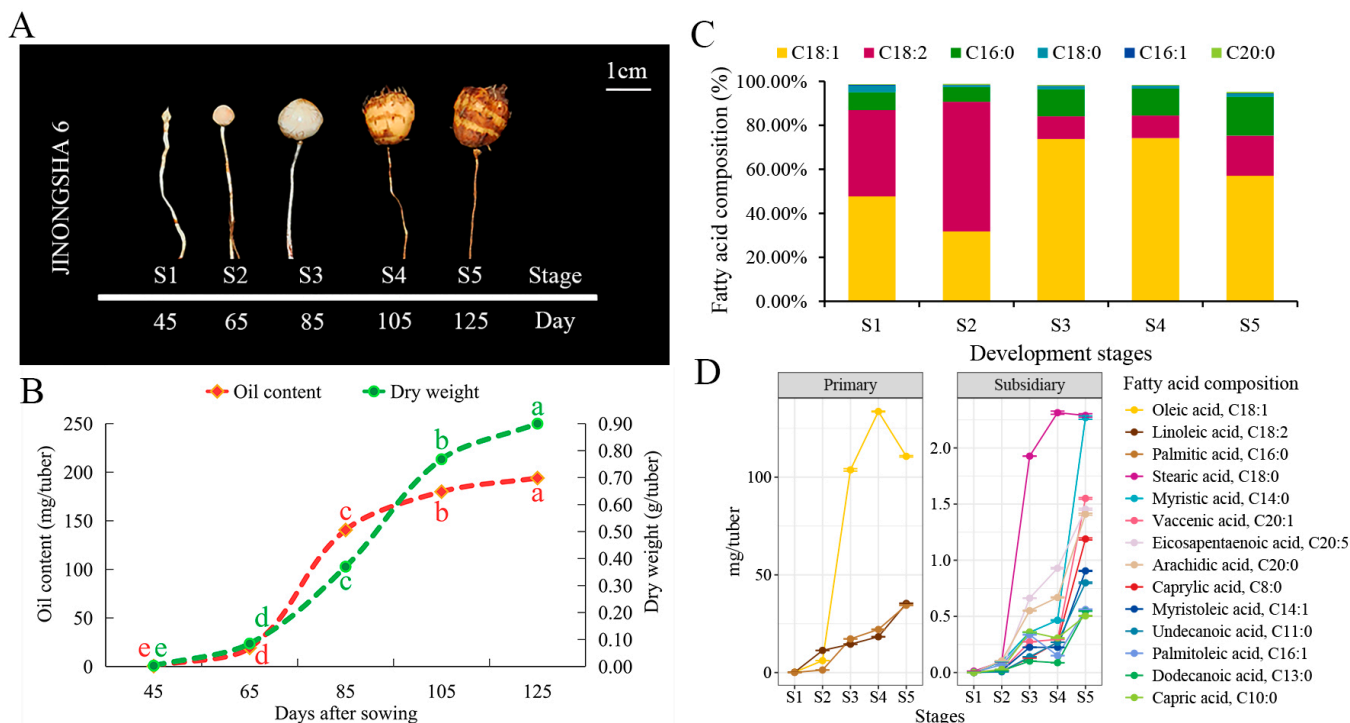 A
JINONGSHA 6
1cm
S1 S2 S3 S4 S5 Stage
45 65 85 105 125 Day
B
Oil content Dry weight
Oil content (mg/tuber)
250
200
150
100
50
0
e e
d
d
c
c
b
b
a
a
0.90
0.80
0.70
0.60
0.50
0.40
0.30
0.20
0.10
0.00
Dry weight (g/tuber)
45 65 85 105 125
Days after sowing
C
C18:1 C18:2 C16:0 C18:0 C16:1 C20:0
Fatty acid composition (%)
100.00%
80.00%
60.00%
40.00%
20.00%
0.00%
S1 S2 S3 S4 S5
Development stages
D
Primary Subsidiary
mg/tuber
100
50
0
2.0
1.5
1.0
0.5
0.0
S1 S2 S3 S4 S5 S1 S2 S3 S4 S5
Stages
Fatty acid composition
Oleic acid, C18:1
Linoleic acid, C18:2
Palmitic acid, C16:0
Stearic acid, C18:0
Myristic acid, C14:0
Vaccenic acid, C20:1
Eicosapentaenoic acid, C20:5
Arachidic acid, C20:0
Caprylic acid, C8:0
Myristoleic acid, C14:1
Undecanoic acid, C11:0
Palmitoleic acid, C16:1
Dodecanoic acid, C13:0
Capric acid, C10:0